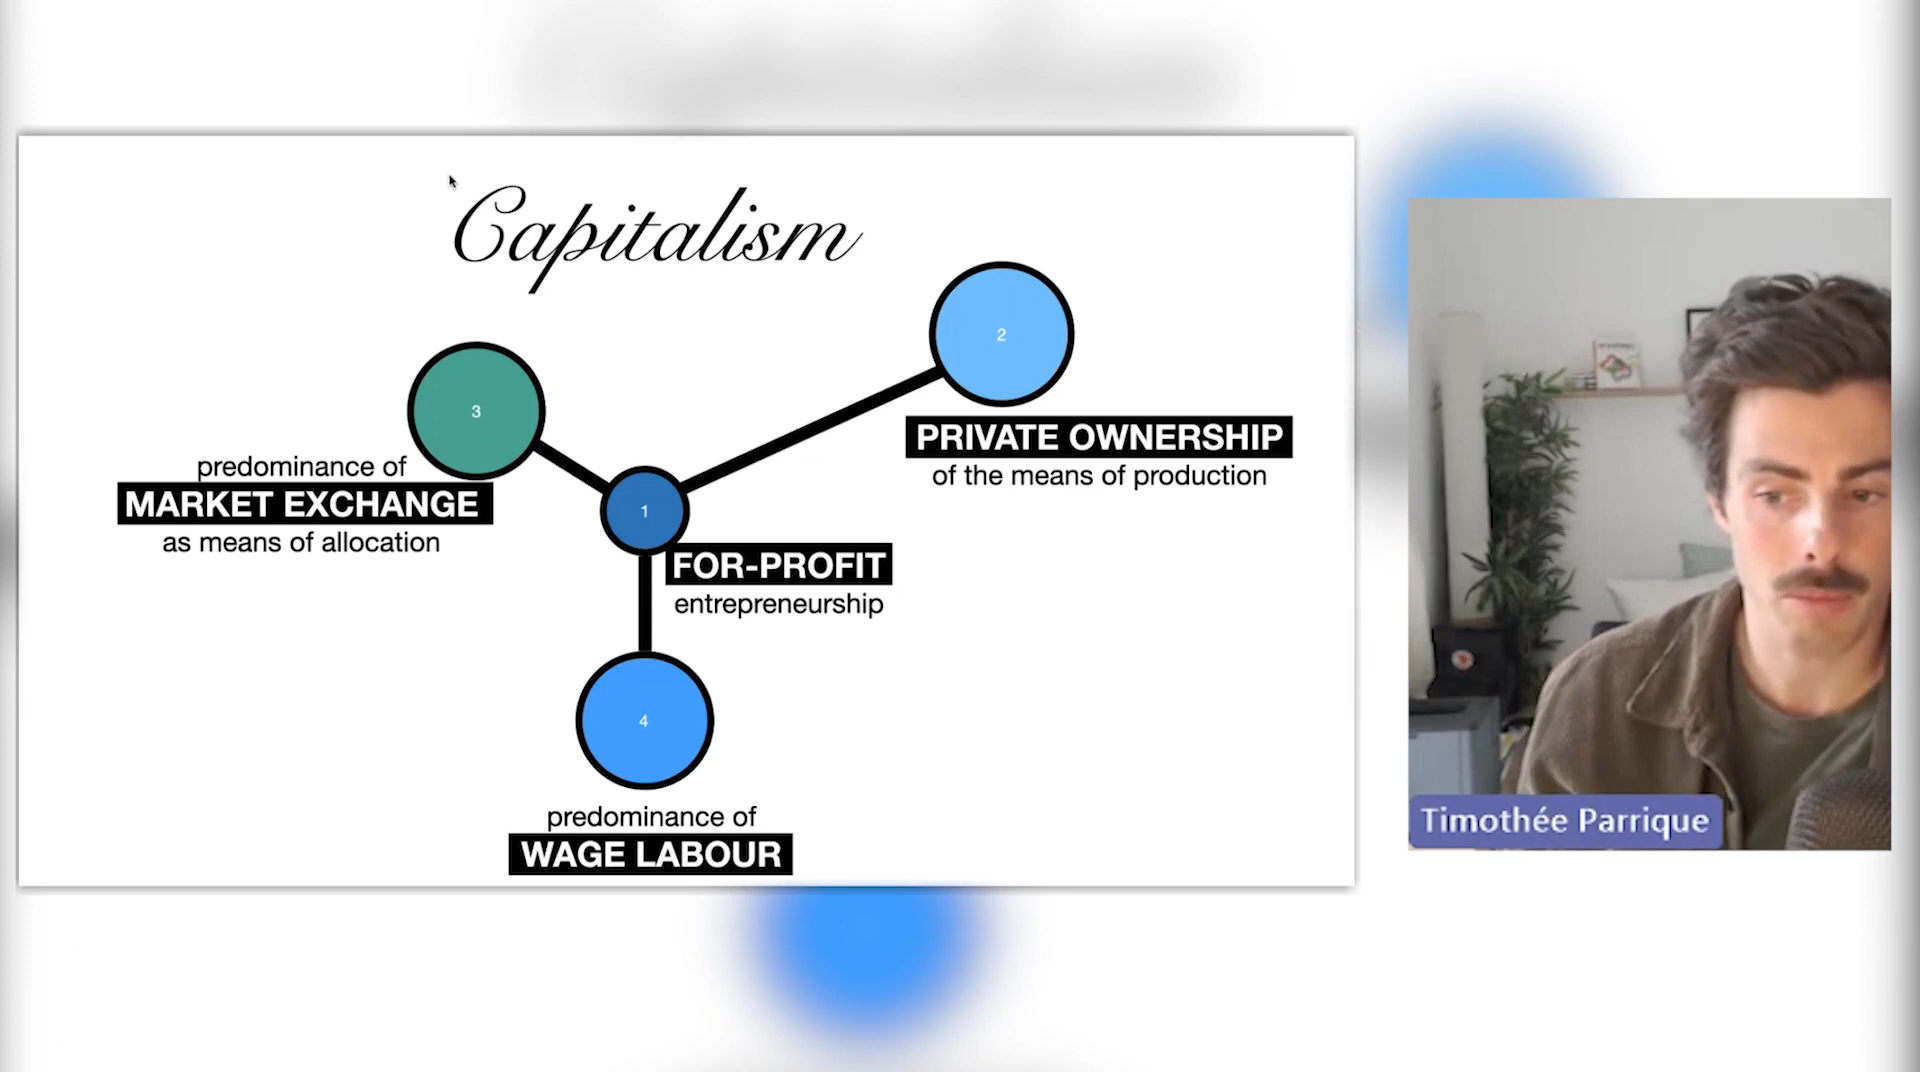 Capitalism
2
PRIVATE OWNERSHIP
of the means of production
3
predominance of
MARKET EXCHANGE
as means of allocation
1
FOR-PROFIT
entrepreneurship
4
predominance of
WAGE LABOUR
Timothée Parrique